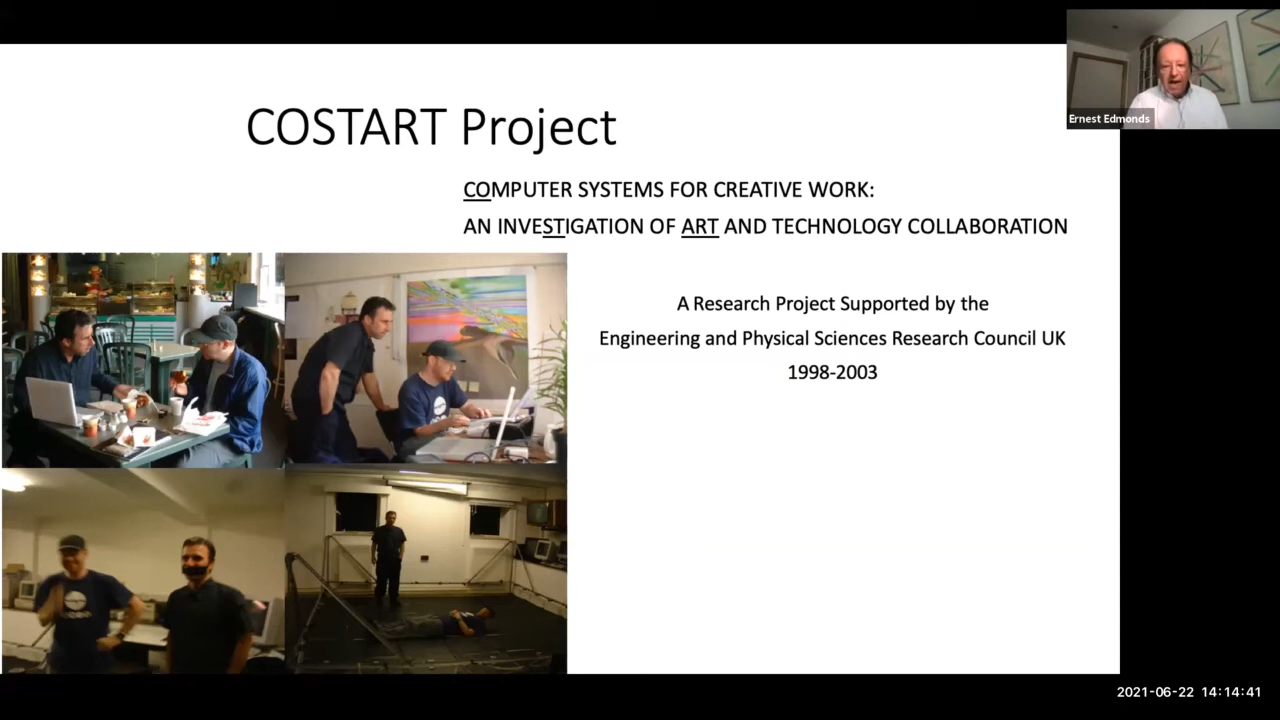 COSTART Project
COMPUTER SYSTEMS FOR CREATIVE WORK:
AN INVESTIGATION OF ART AND TECHNOLOGY COLLABORATION
A Research Project Supported by the
Engineering and Physical Sciences Research Council UK
1998-2003
Ernest Edmonds
2021-06-22 14:14:41